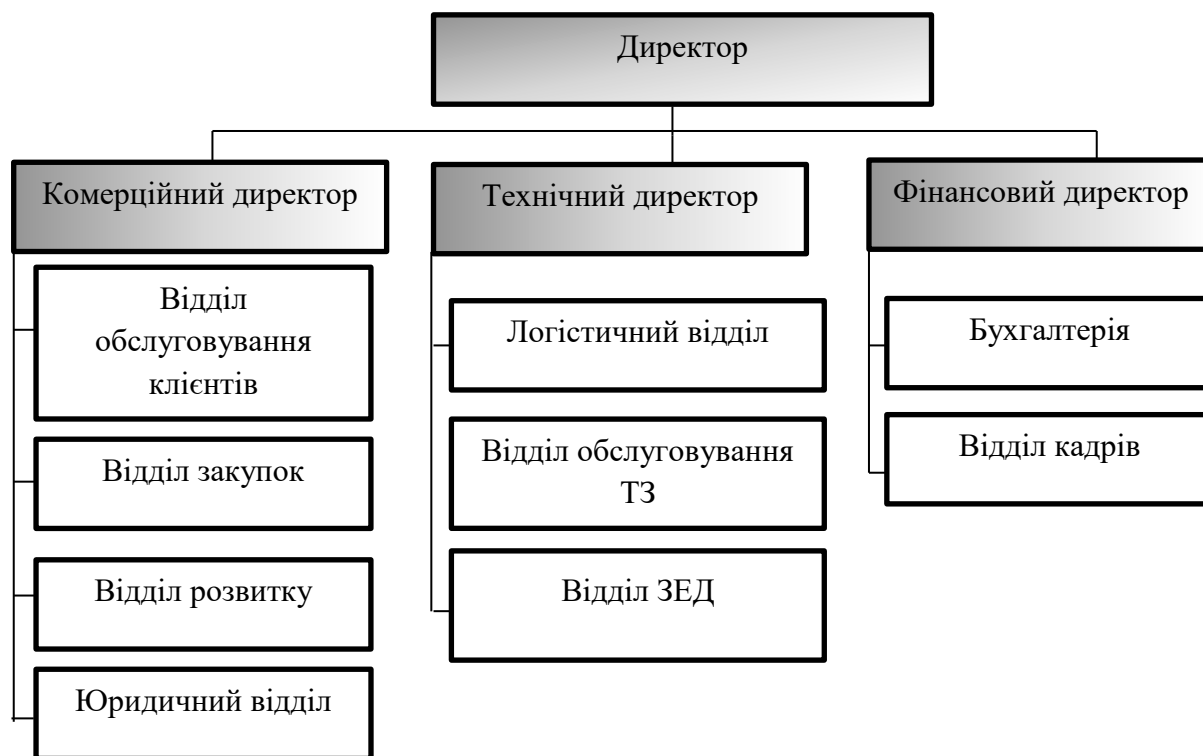 Директор
Комерційний директор
Технічний директор
Фінансовий директор
Відділ
обслуговування
клієнтів
Відділ закупок
Відділ розвитку
Юридичний відділ
Логістичний відділ
Відділ обслуговування
ТЗ
Відділ ЗЕД
Бухгалтерія
Відділ кадрів